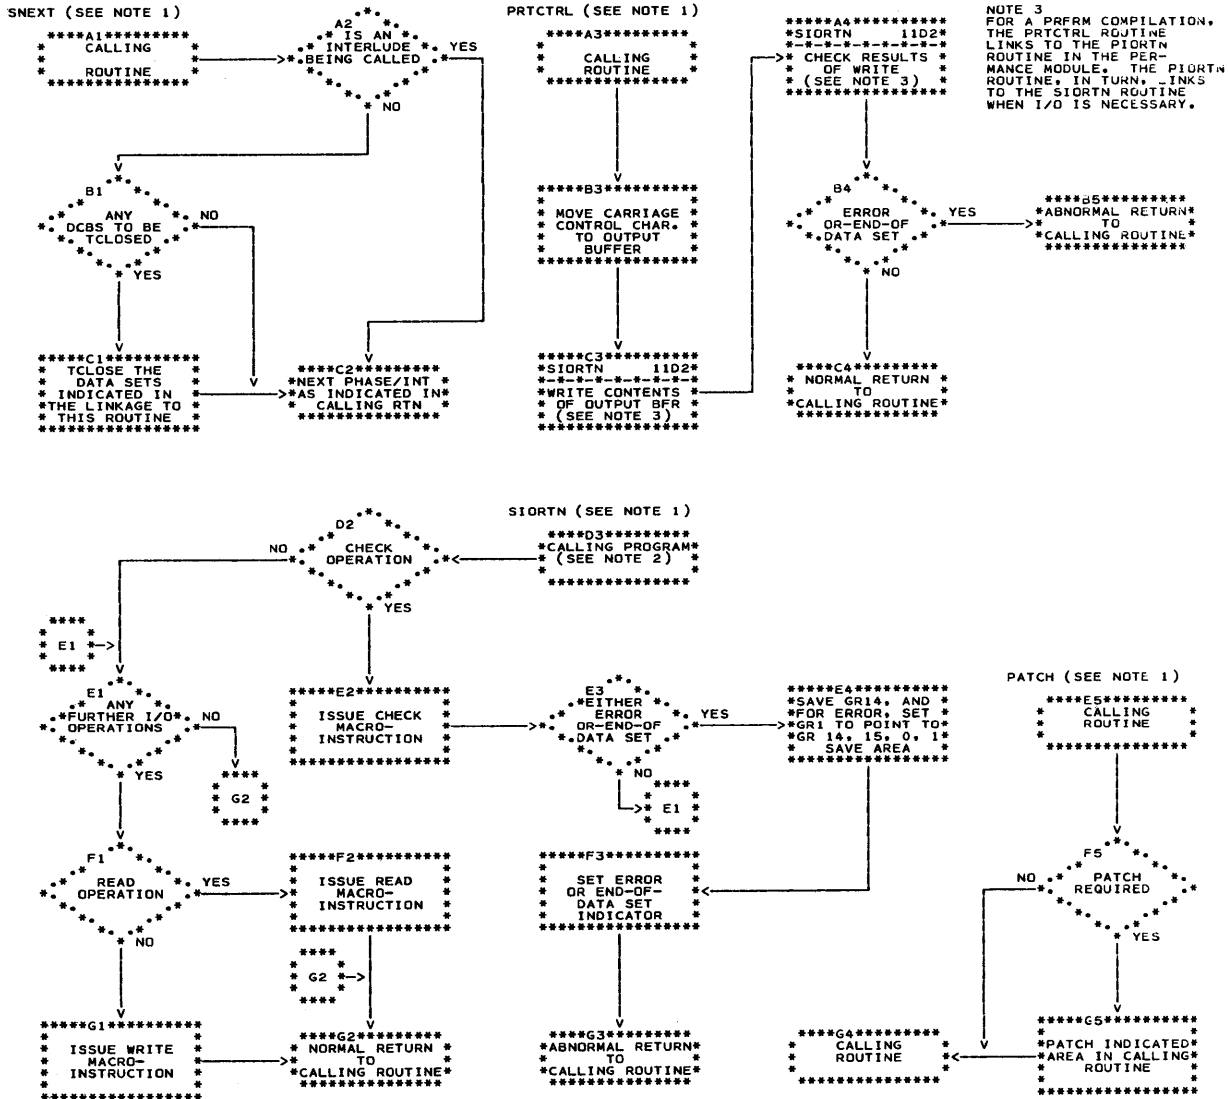 SNEXT (SEE NOTE 1)
A1
CALLING
ROUTINE
A2
IS AN
INTERLUDE
BEING CALLED
YES
NO
B1
ANY
DCBS TO BE
TCLOSED
NO
YES
C1
TCLOSE THE
DATA SETS
INDICATED IN
THE LINKAGE TO
THIS ROUTINE
C2
NEXT PHASE/INT
AS INDICATED IN
CALLING RTN
PRTCTRL (SEE NOTE 1)
A3
CALLING
ROUTINE
B3
MOVE CARRIAGE
CONTROL CHAR.
TO OUTPUT
BUFFER
C3
SIORTN 11D2
WRITE CONTENTS
OF OUTPUT BFR
(SEE NOTE 3)
A4
SIORTN 11D2
CHECK RESULTS
OF WRITE
(SEE NOTE 3)
B4
ERROR
OR-END-OF
DATA SET
YES
NO
B5
ABNORMAL RETURN
TO
CALLING ROUTINE
C4
NORMAL RETURN
TO
CALLING ROUTINE
NOTE 3
FOR A PRFRM COMPILATION,
THE PRTCTRL ROUTINE
LINKS TO THE PIORTN
ROUTINE IN THE PER-
MANCE MODULE. THE PIORTN
ROUTINE, IN TURN, LINKS
TO THE SIORTN ROUTINE
WHEN I/O IS NECESSARY.
SIORTN (SEE NOTE 1)
D3
CALLING PROGRAM
(SEE NOTE 2)
D2
CHECK
OPERATION
NO
YES
E1
E1
ANY
FURTHER I/O
OPERATIONS
NO
YES
G2
E2
ISSUE CHECK
MACRO-
INSTRUCTION
E3
EITHER
ERROR
OR-END-OF
DATA SET
YES
NO
E1
E4
SAVE GR14, AND
FOR ERROR, SET
GR1 TO POINT TO
GR 14, 15, 0, 1
SAVE AREA
F1
READ
OPERATION
YES
NO
F2
ISSUE READ
MACRO-
INSTRUCTION
F3
SET ERROR
OR END-OF-
DATA SET
INDICATOR
G2
G1
ISSUE WRITE
MACRO-
INSTRUCTION
G2
NORMAL RETURN
TO
CALLING ROUTINE
G3
ABNORMAL RETURN
TO
CALLING ROUTINE
PATCH (SEE NOTE 1)
E5
CALLING
ROUTINE
F5
PATCH
REQUIRED
NO
YES
G4
CALLING
ROUTINE
G5
PATCH INDICATED
AREA IN CALLING
ROUTINE